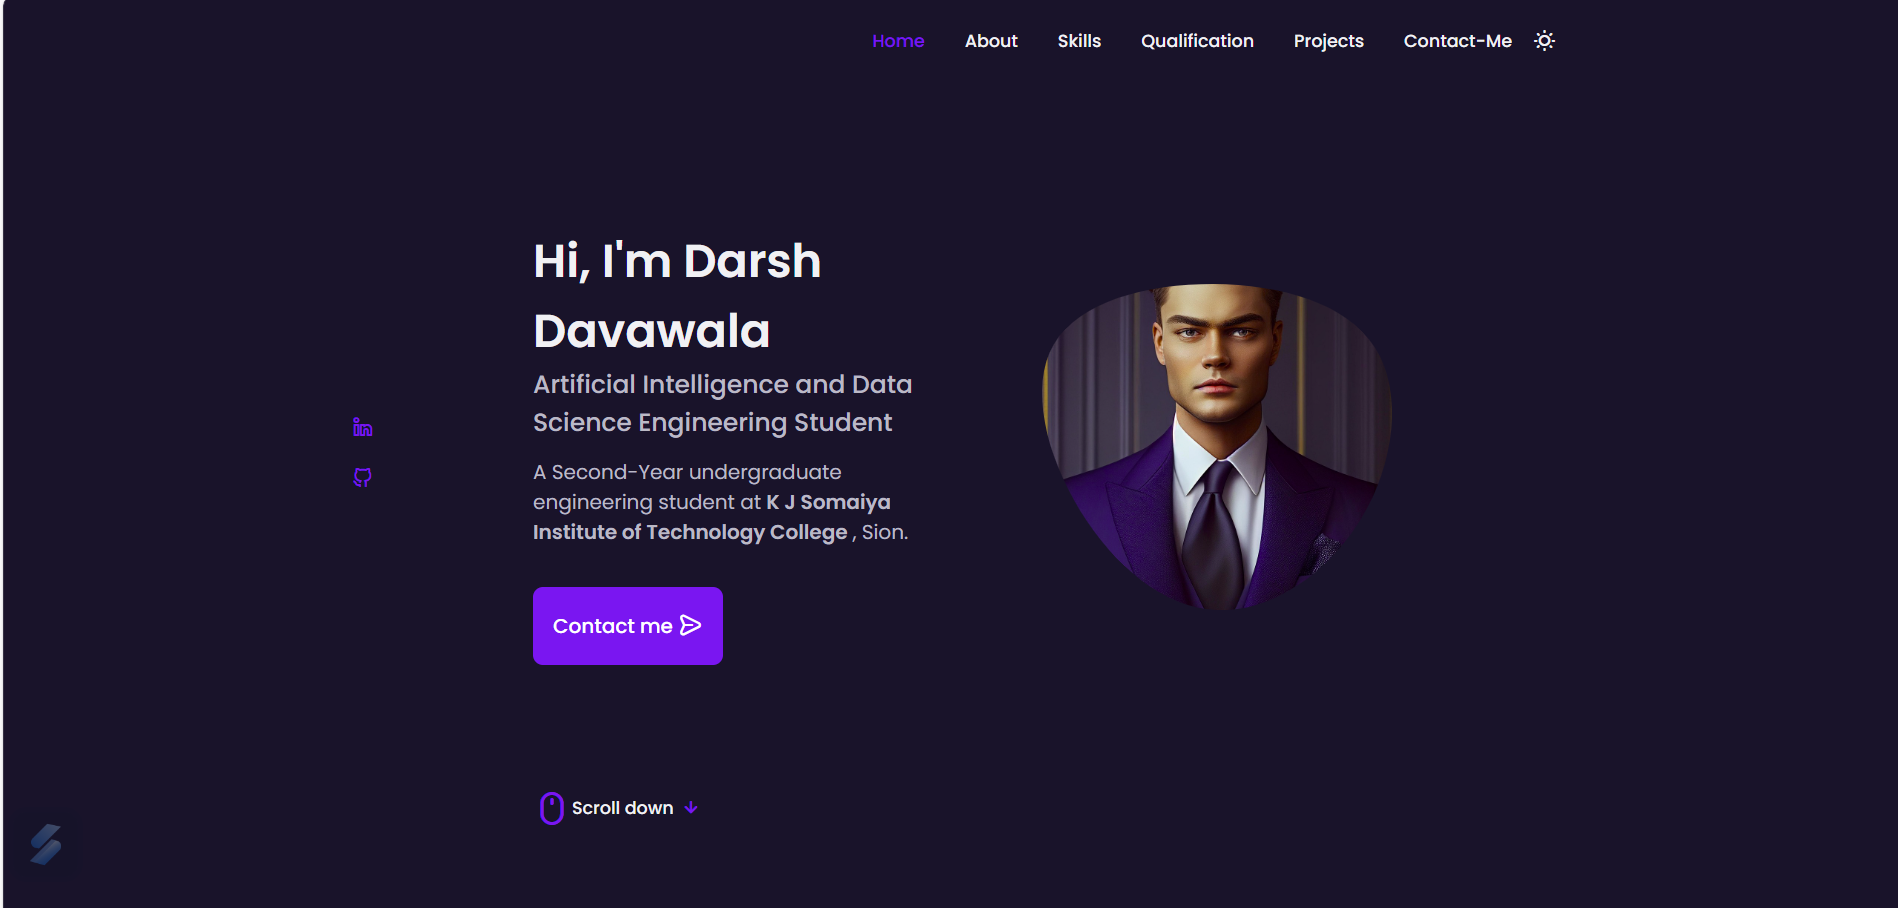 Home About Skills Qualification Projects Contact-Me
Hi, I'm Darsh
Davawala
Artificial Intelligence and Data
Science Engineering Student
A Second-Year undergraduate
engineering student at K J Somaiya
Institute of Technology College , Sion.
Contact me
Scroll down